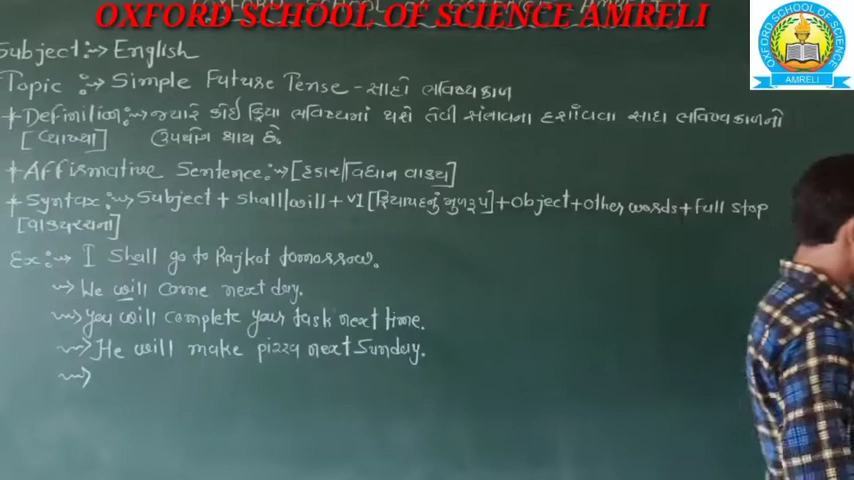 OXFORD SCHOOL OF SCIENCE AMRELI
OXFORD SCHOOL OF SCIENCE
AMRELI
Subject :→ English
Topic :→ Simple Future Tense - સાદો ભવિષ્યકાળ
* Definition :→ જ્યારે કોઈ ક્રિયા ભવિષ્યમાં થશે તેવી સંભાવના દર્શાવવા સાદા ભવિષ્યકાળનો
[વ્યાખ્યા] ઉપયોગ થાય છે.
* Affirmative Sentence :→ [હકાર/વિધાન વાક્ય]
* Syntax :→ Subject + Shall/will + V1 [ક્રિયાપદનું મુળરૂપ] + Object + Other words + full stop
[વાક્યરચના]
Ex :→ I Shall go to Rajkot tomorrow.
→ We will come next day.
→ You will complete your task next time.
→ He will make pizza next Sunday.
→